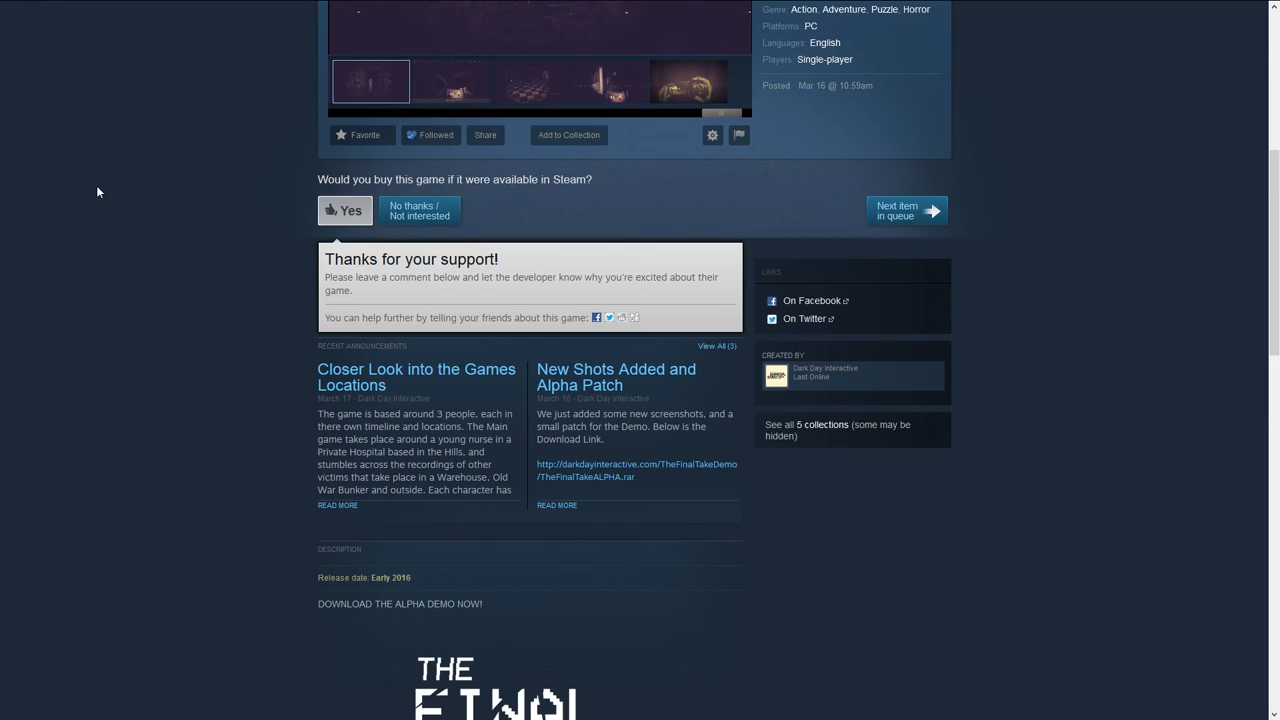 Genre: Action, Adventure, Puzzle, Horror
Platforms: PC
Languages: English
Players: Single-player
Posted Mar 16 @ 10:59am
Favorite
Followed
Share
Add to Collection
Would you buy this game if it were available in Steam?
Yes
No thanks /
Not interested
Next item
in queue
Thanks for your support!
Please leave a comment below and let the developer know why you're excited about their
game.
You can help further by telling your friends about this game:
LINKS
On Facebook
On Twitter
RECENT ANNOUNCEMENTS
View All (3)
Closer Look into the Games
Locations
March 17 - Dark Day Interactive
The game is based around 3 people, each in
there own timeline and locations. The Main
game takes place around a young nurse in a
Private Hospital based in the Hills, and
stumbles across the recordings of other
victims that take place in a Warehouse, Old
War Bunker and outside. Each character has
READ MORE
New Shots Added and
Alpha Patch
March 16 - Dark Day Interactive
We just added some new screenshots, and a
small patch for the Demo. Below is the
Download Link.
http://darkdayinteractive.com/TheFinalTakeDemo
/TheFinalTakeALPHA.rar
READ MORE
CREATED BY
Dark Day Interactive
Last Online
See all 5 collections (some may be
hidden)
DESCRIPTION
Release date: Early 2016
DOWNLOAD THE ALPHA DEMO NOW!
THE
FINAL